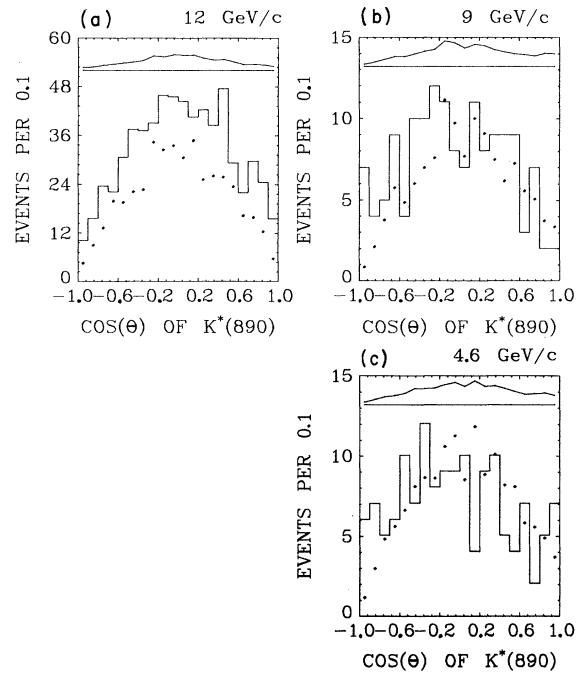 (a) 12 GeV/c
60
48
36
24
12
0
EVENTS PER 0.1
-1.0-0.6 -0.2 0.2 0.6 1.0
COS(Θ) OF K*(890)
(b) 9 GeV/c
15
10
5
0
EVENTS PER 0.1
-1.0-0.6 -0.2 0.2 0.6 1.0
COS(Θ) OF K*(890)
(c) 4.6 GeV/c
15
10
5
0
EVENTS PER 0.1
-1.0-0.6 -0.2 0.2 0.6 1.0
COS(Θ) OF K*(890)